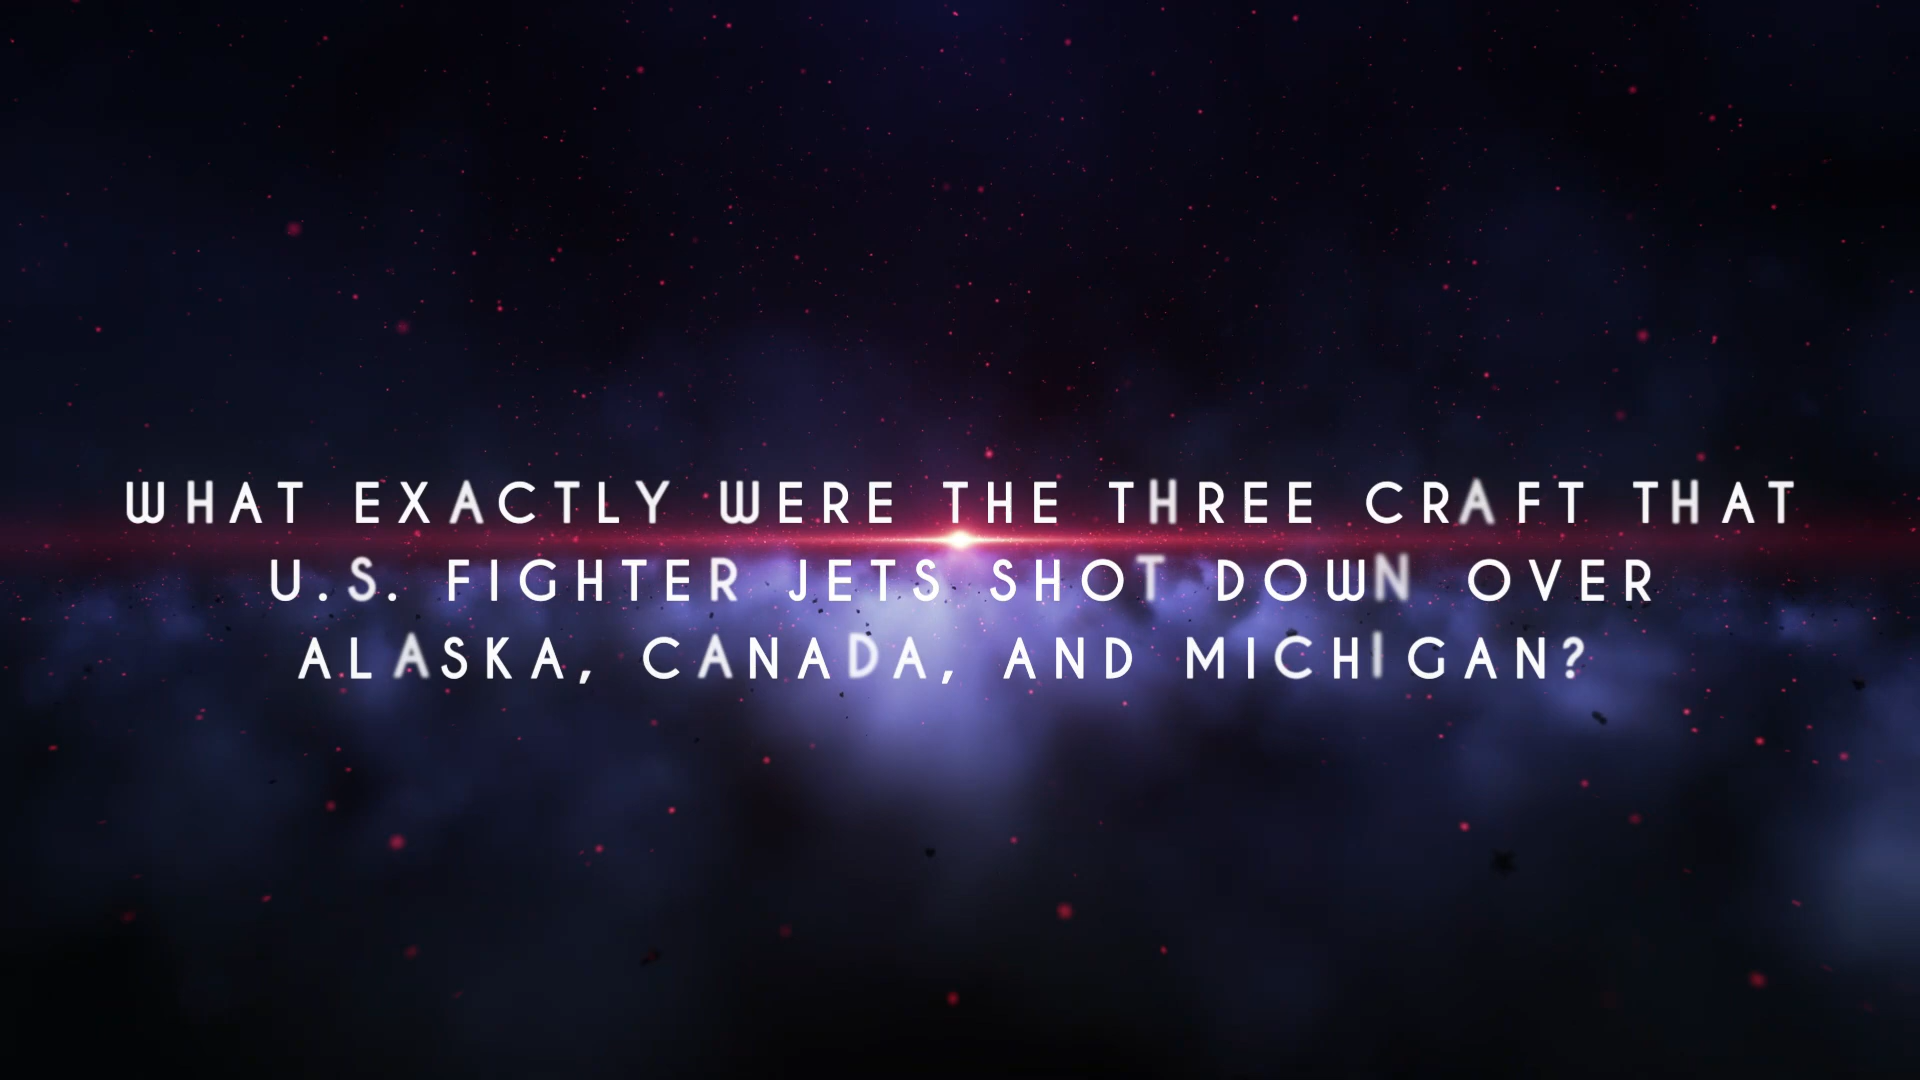 WHAT EXACTLY WERE THE THREE CRAFT THAT
U.S. FIGHTER JETS SHOT DOWN OVER
ALASKA, CANADA, AND MICHIGAN?